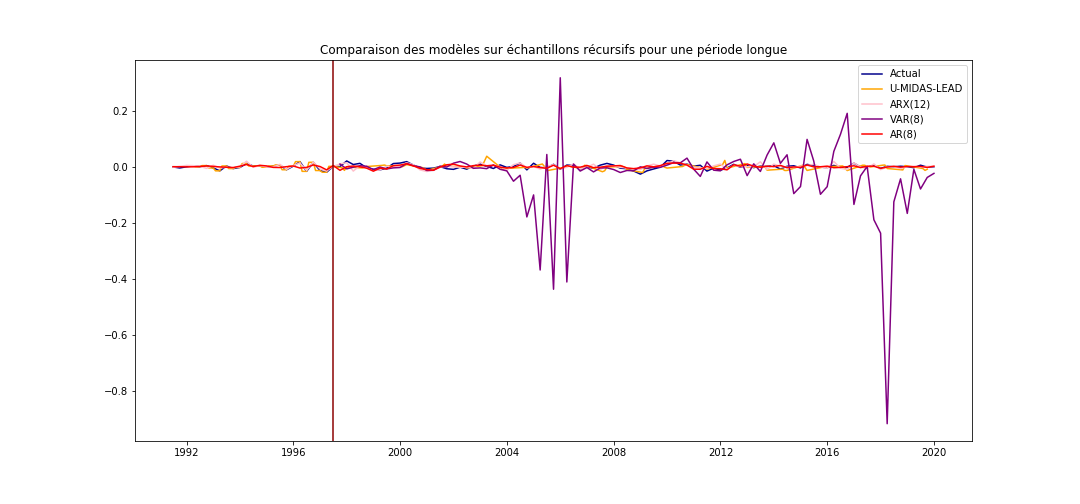 Comparaison des modèles sur échantillons récursifs pour une période longue
Actual
U-MIDAS-LEAD
ARX(12)
VAR(8)
AR(8)
0.2
0.0
−0.2
−0.4
−0.6
−0.8
1992 1996 2000 2004 2008 2012 2016 2020